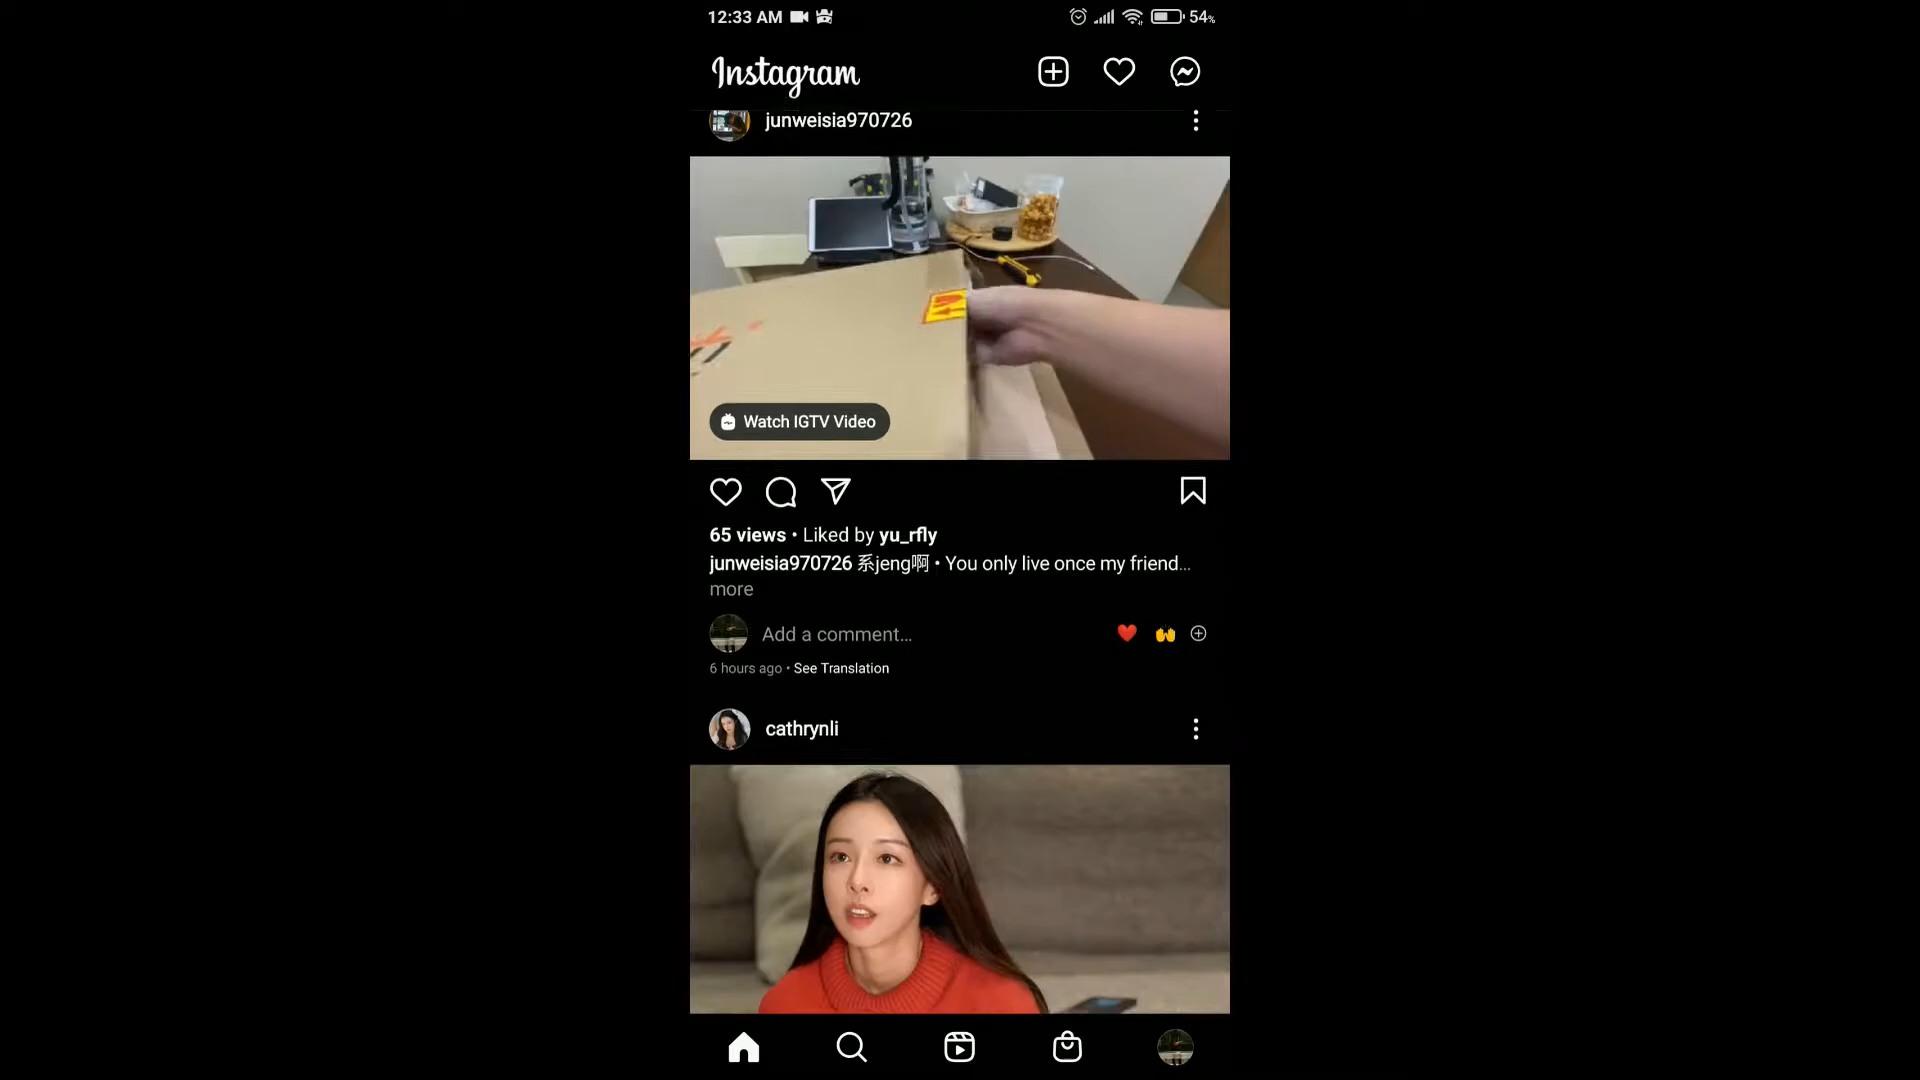 12:33 AM 54%
Instagram
junweisia970726
Watch IGTV Video
65 views • Liked by yu_rfly
junweisia970726 系jeng啊 • You only live once my friend…
more
Add a comment…
6 hours ago • See Translation
cathrynli